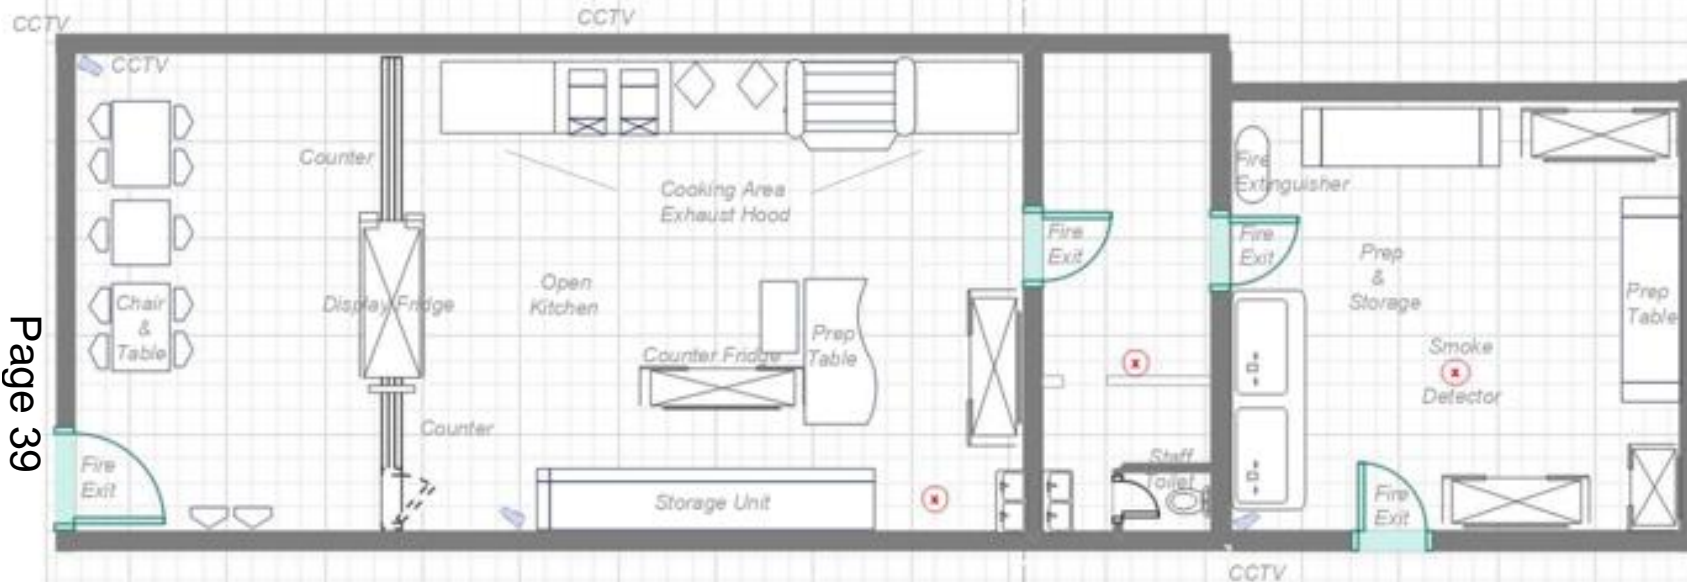 CCTV
CCTV
CCTV
Counter
Cooking Area
Exhaust Hood
Fire
Extinguisher
Fire
Exit
Fire
Exit
Prep
&
Storage
Open
Kitchen
Display Fridge
Chair
&
Table
Prep
Table
Prep
Table
Counter Fridge
Smoke
x
x
Detector
Counter
Fire
Exit
Staff
Toilet
Storage Unit
x
Fire
Exit
CCTV
Page 39